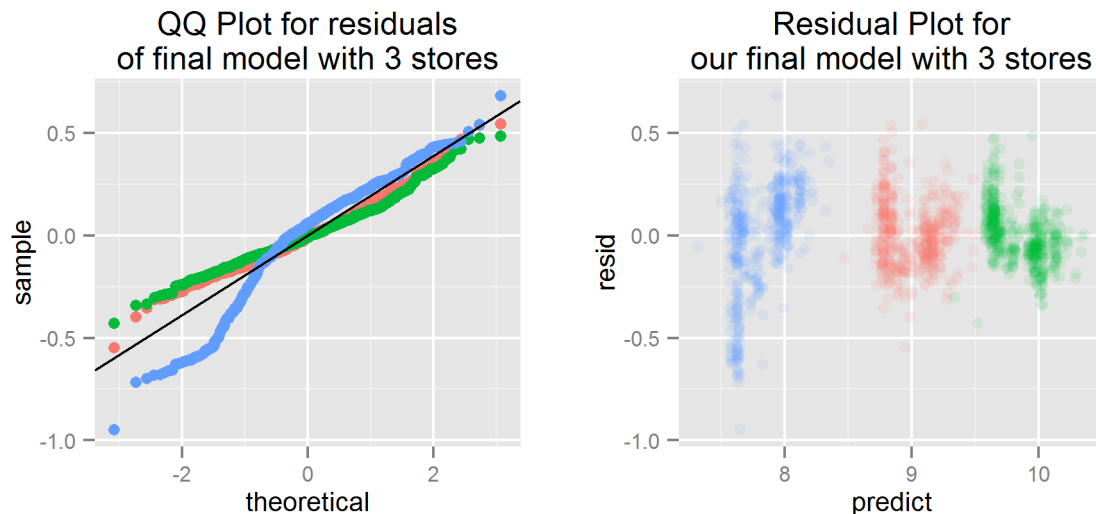 QQ Plot for residuals
of final model with 3 stores
0.5
0.0
-0.5
-1.0
sample
-2
0
2
theoretical
Residual Plot for
our final model with 3 stores
0.5
0.0
-0.5
-1.0
resid
8
9
10
predict